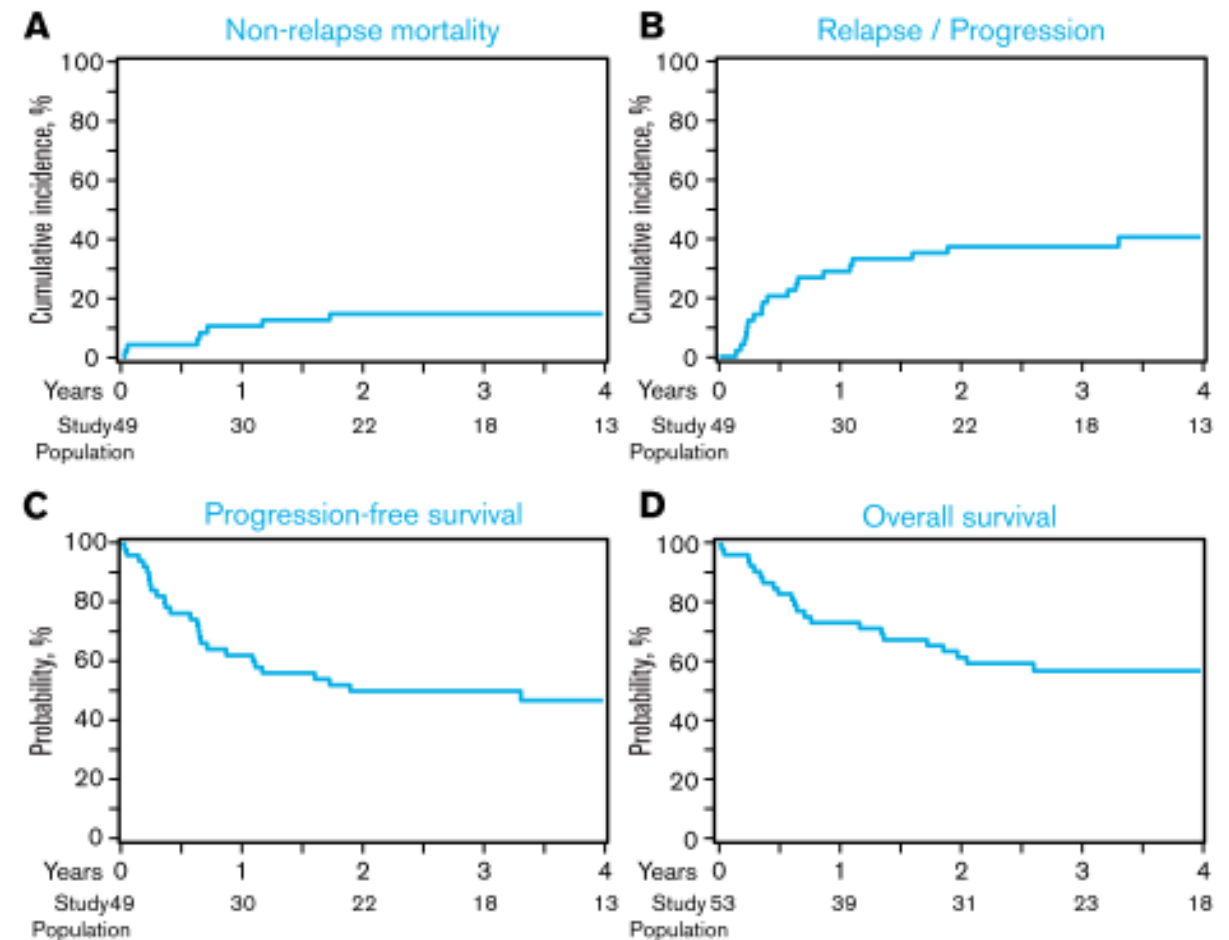 A Non-relapse mortality
Cumulative incidence, %
100
80
60
40
20
0
Years 0 1 2 3 4
Study 49 30 22 18 13
Population
B Relapse / Progression
Cumulative incidence, %
100
80
60
40
20
0
Years 0 1 2 3 4
Study 49 30 22 18 13
Population
C Progression-free survival
Probability, %
100
80
60
40
20
0
Years 0 1 2 3 4
Study 49 30 22 18 13
Population
D Overall survival
Probability, %
100
80
60
40
20
0
Years 0 1 2 3 4
Study 53 39 31 23 18
Population